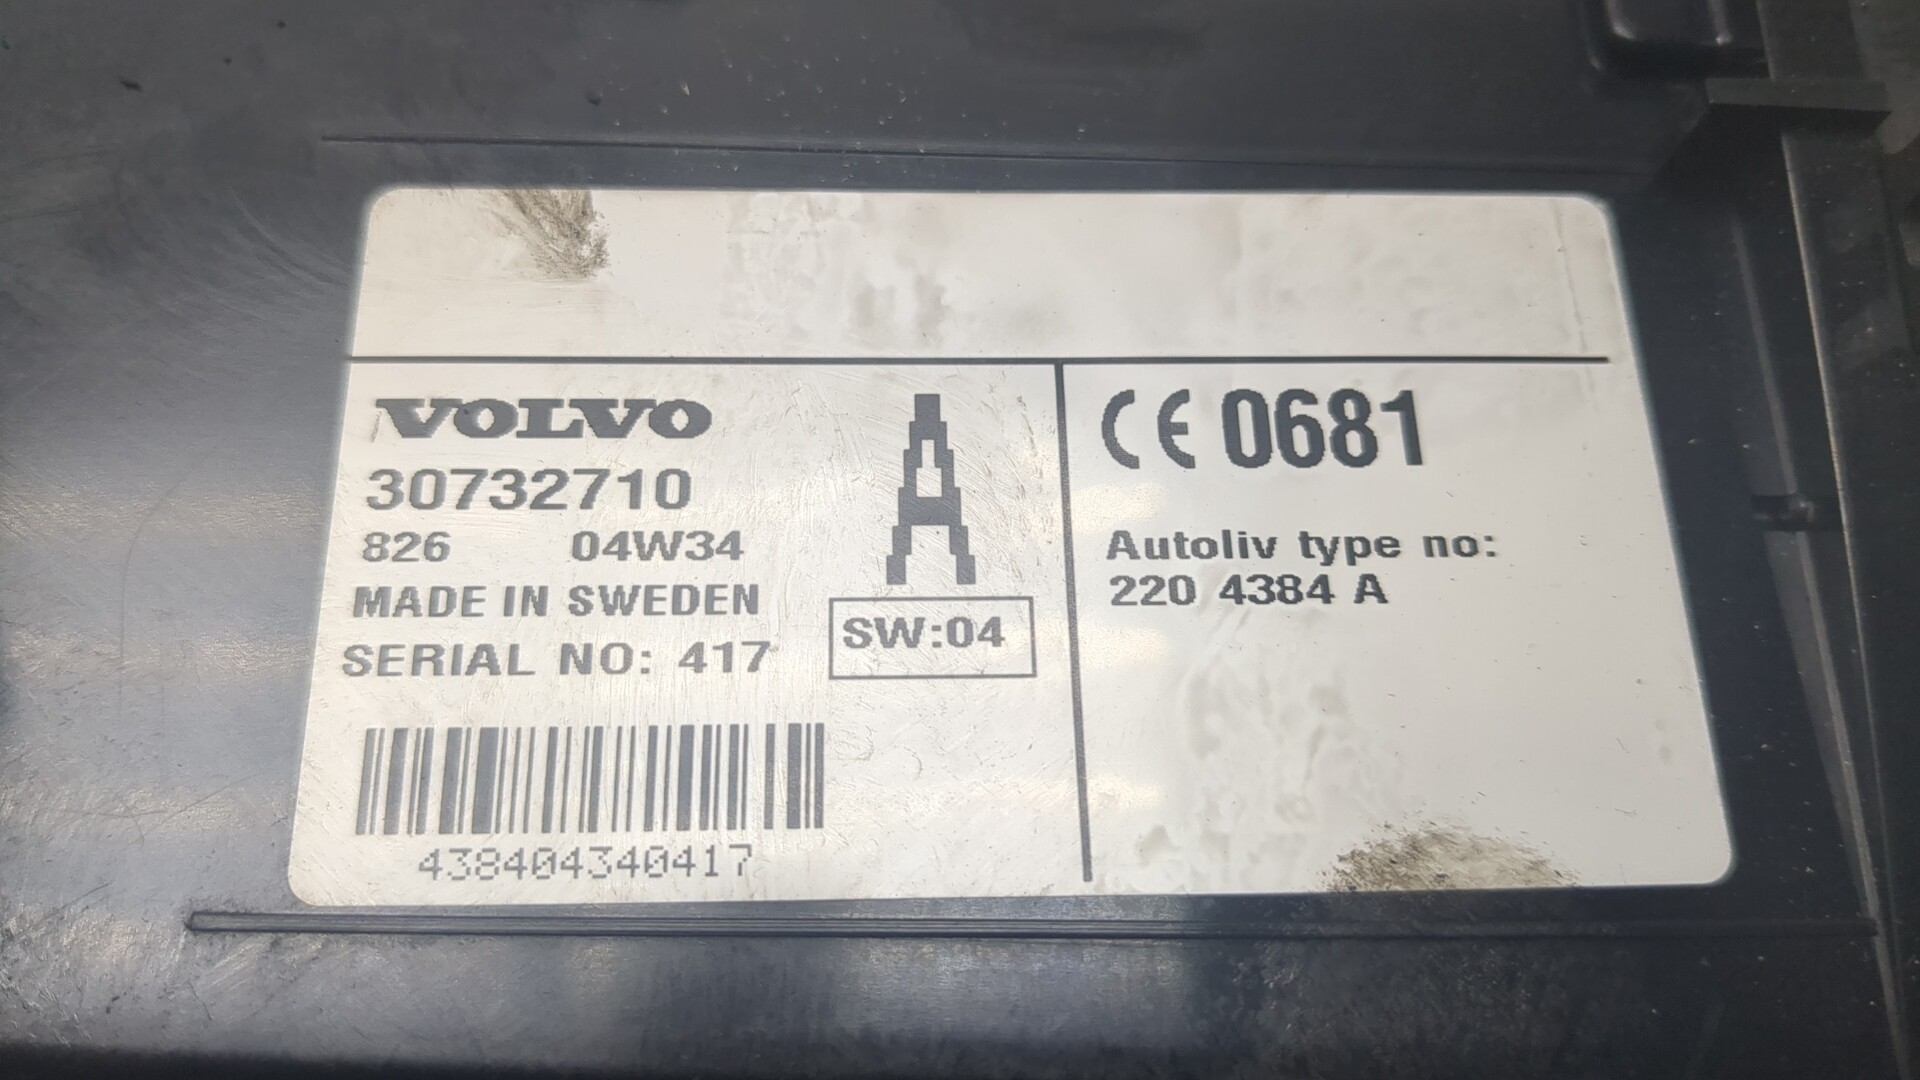 VOLVO
30732710
826 04W34
MADE IN SWEDEN
SERIAL NO: 417
438404340417
A
SW:04
CE 0681
Autoliv type no:
220 4384 A